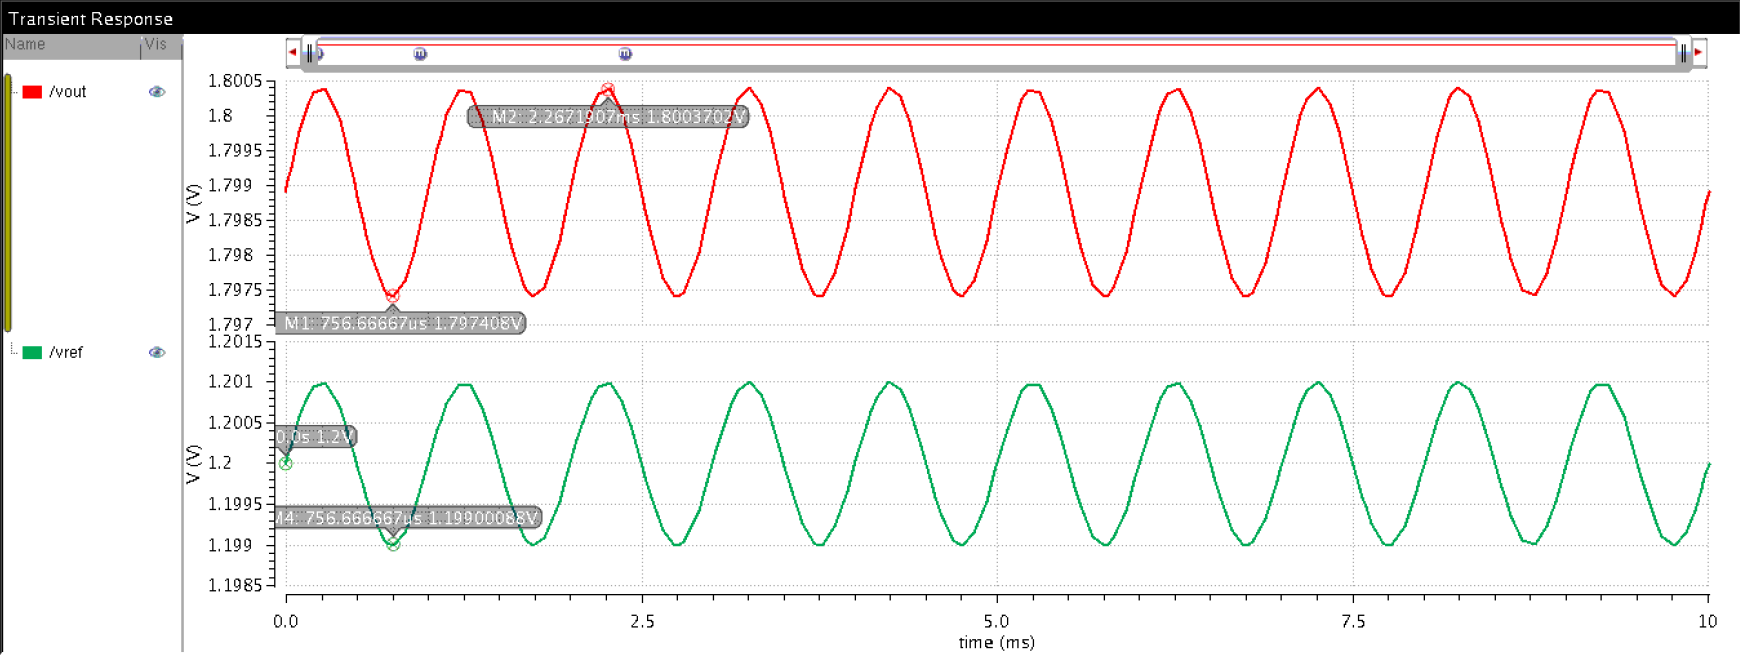 Transient Response
Name Vis
/vout
1.8005
1.8
1.7995
1.799
1.7985
1.798
1.7975
1.797
V (V)
M2: 2.2671907ms 1.8003702V
M1: 756.66667us 1.797408V
/vref
1.2015
1.201
1.2005
1.2
1.1995
1.199
1.1985
V (V)
0.0s 1.2V
M4: 756.666667us 1.19900088V
0.0 2.5 5.0 7.5 10
time (ms)